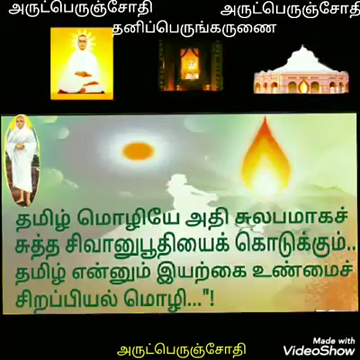 அருட்பெருஞ்சோதி அருட்பெருஞ்சோதி
தனிப்பெருங்கருணை
தமிழ் மொழியே அதி சுலபமாகச்
சுத்த சிவானுபூதியைக் கொடுக்கும்..
தமிழ் என்னும் இயற்கை உண்மைச்
சிறப்பியல் மொழி..."!
Made with
VideoShow
அருட்பெருஞ்சோதி